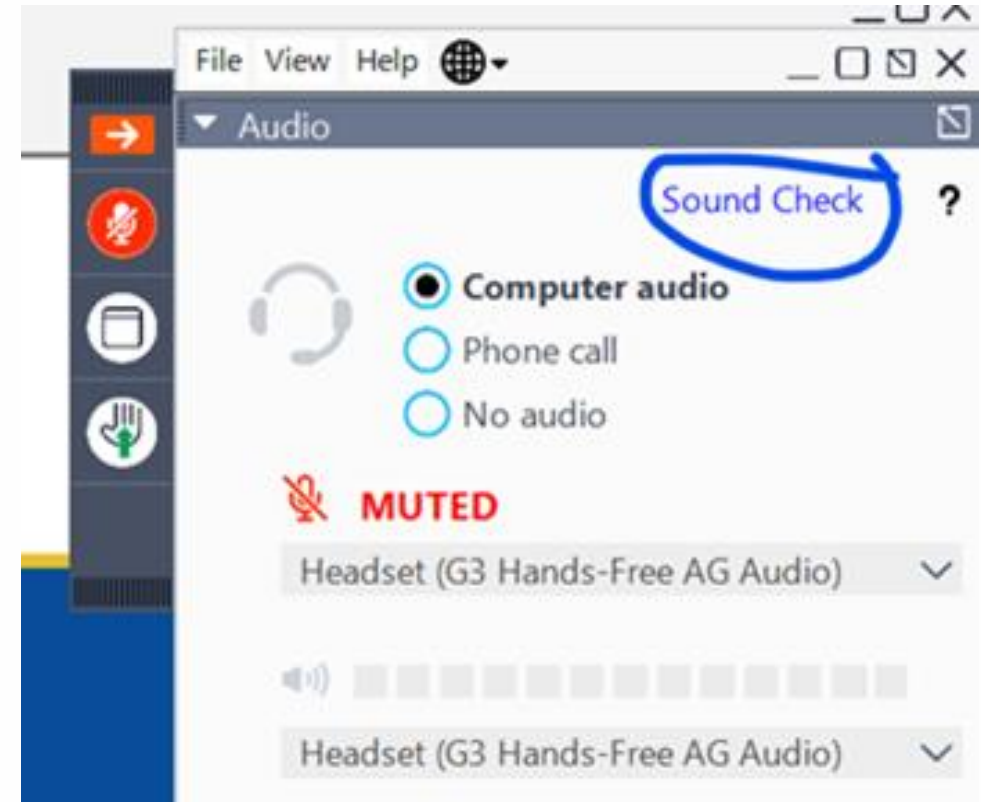 File View Help
Audio
Sound Check ?
Computer audio
Phone call
No audio
MUTED
Headset (G3 Hands-Free AG Audio)
Headset (G3 Hands-Free AG Audio)